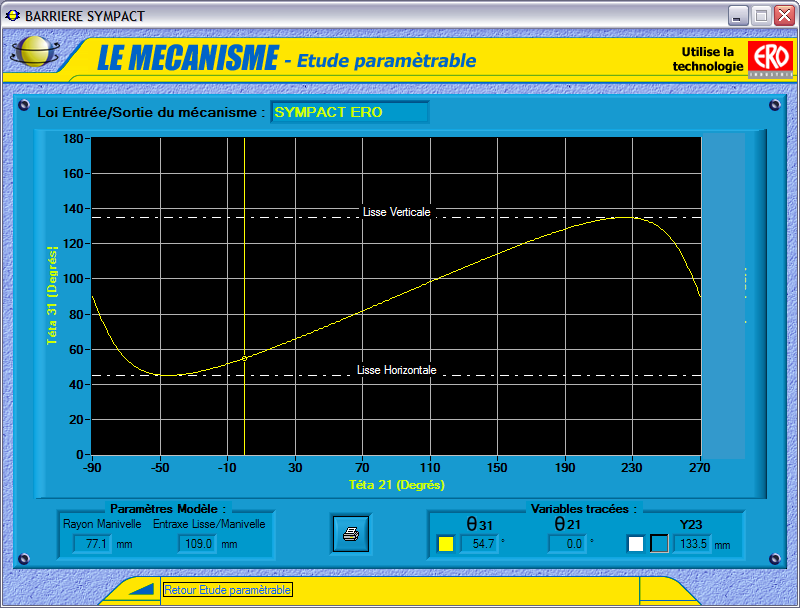 BARRIERE SYMPACT
LE MECANISME - Etude paramètrable
Utilise la
technologie
ERO
Loi Entrée/Sortie du mécanisme : SYMPACT ERO
180
160
140
120
100
80
60
40
20
0
Téta 31 (Degrés)
Lisse Verticale
Lisse Horizontale
-90 -50 -10 30 70 110 150 190 230 270
Téta 21 (Degrés)
Paramètres Modèle :
Rayon Manivelle Entraxe Lisse/Manivelle
77.1 mm 109.0 mm
Variables tracées :
θ31 θ21 Y23
54.7 ° 0.0 ° 133.5 mm
Retour Etude paramètrable